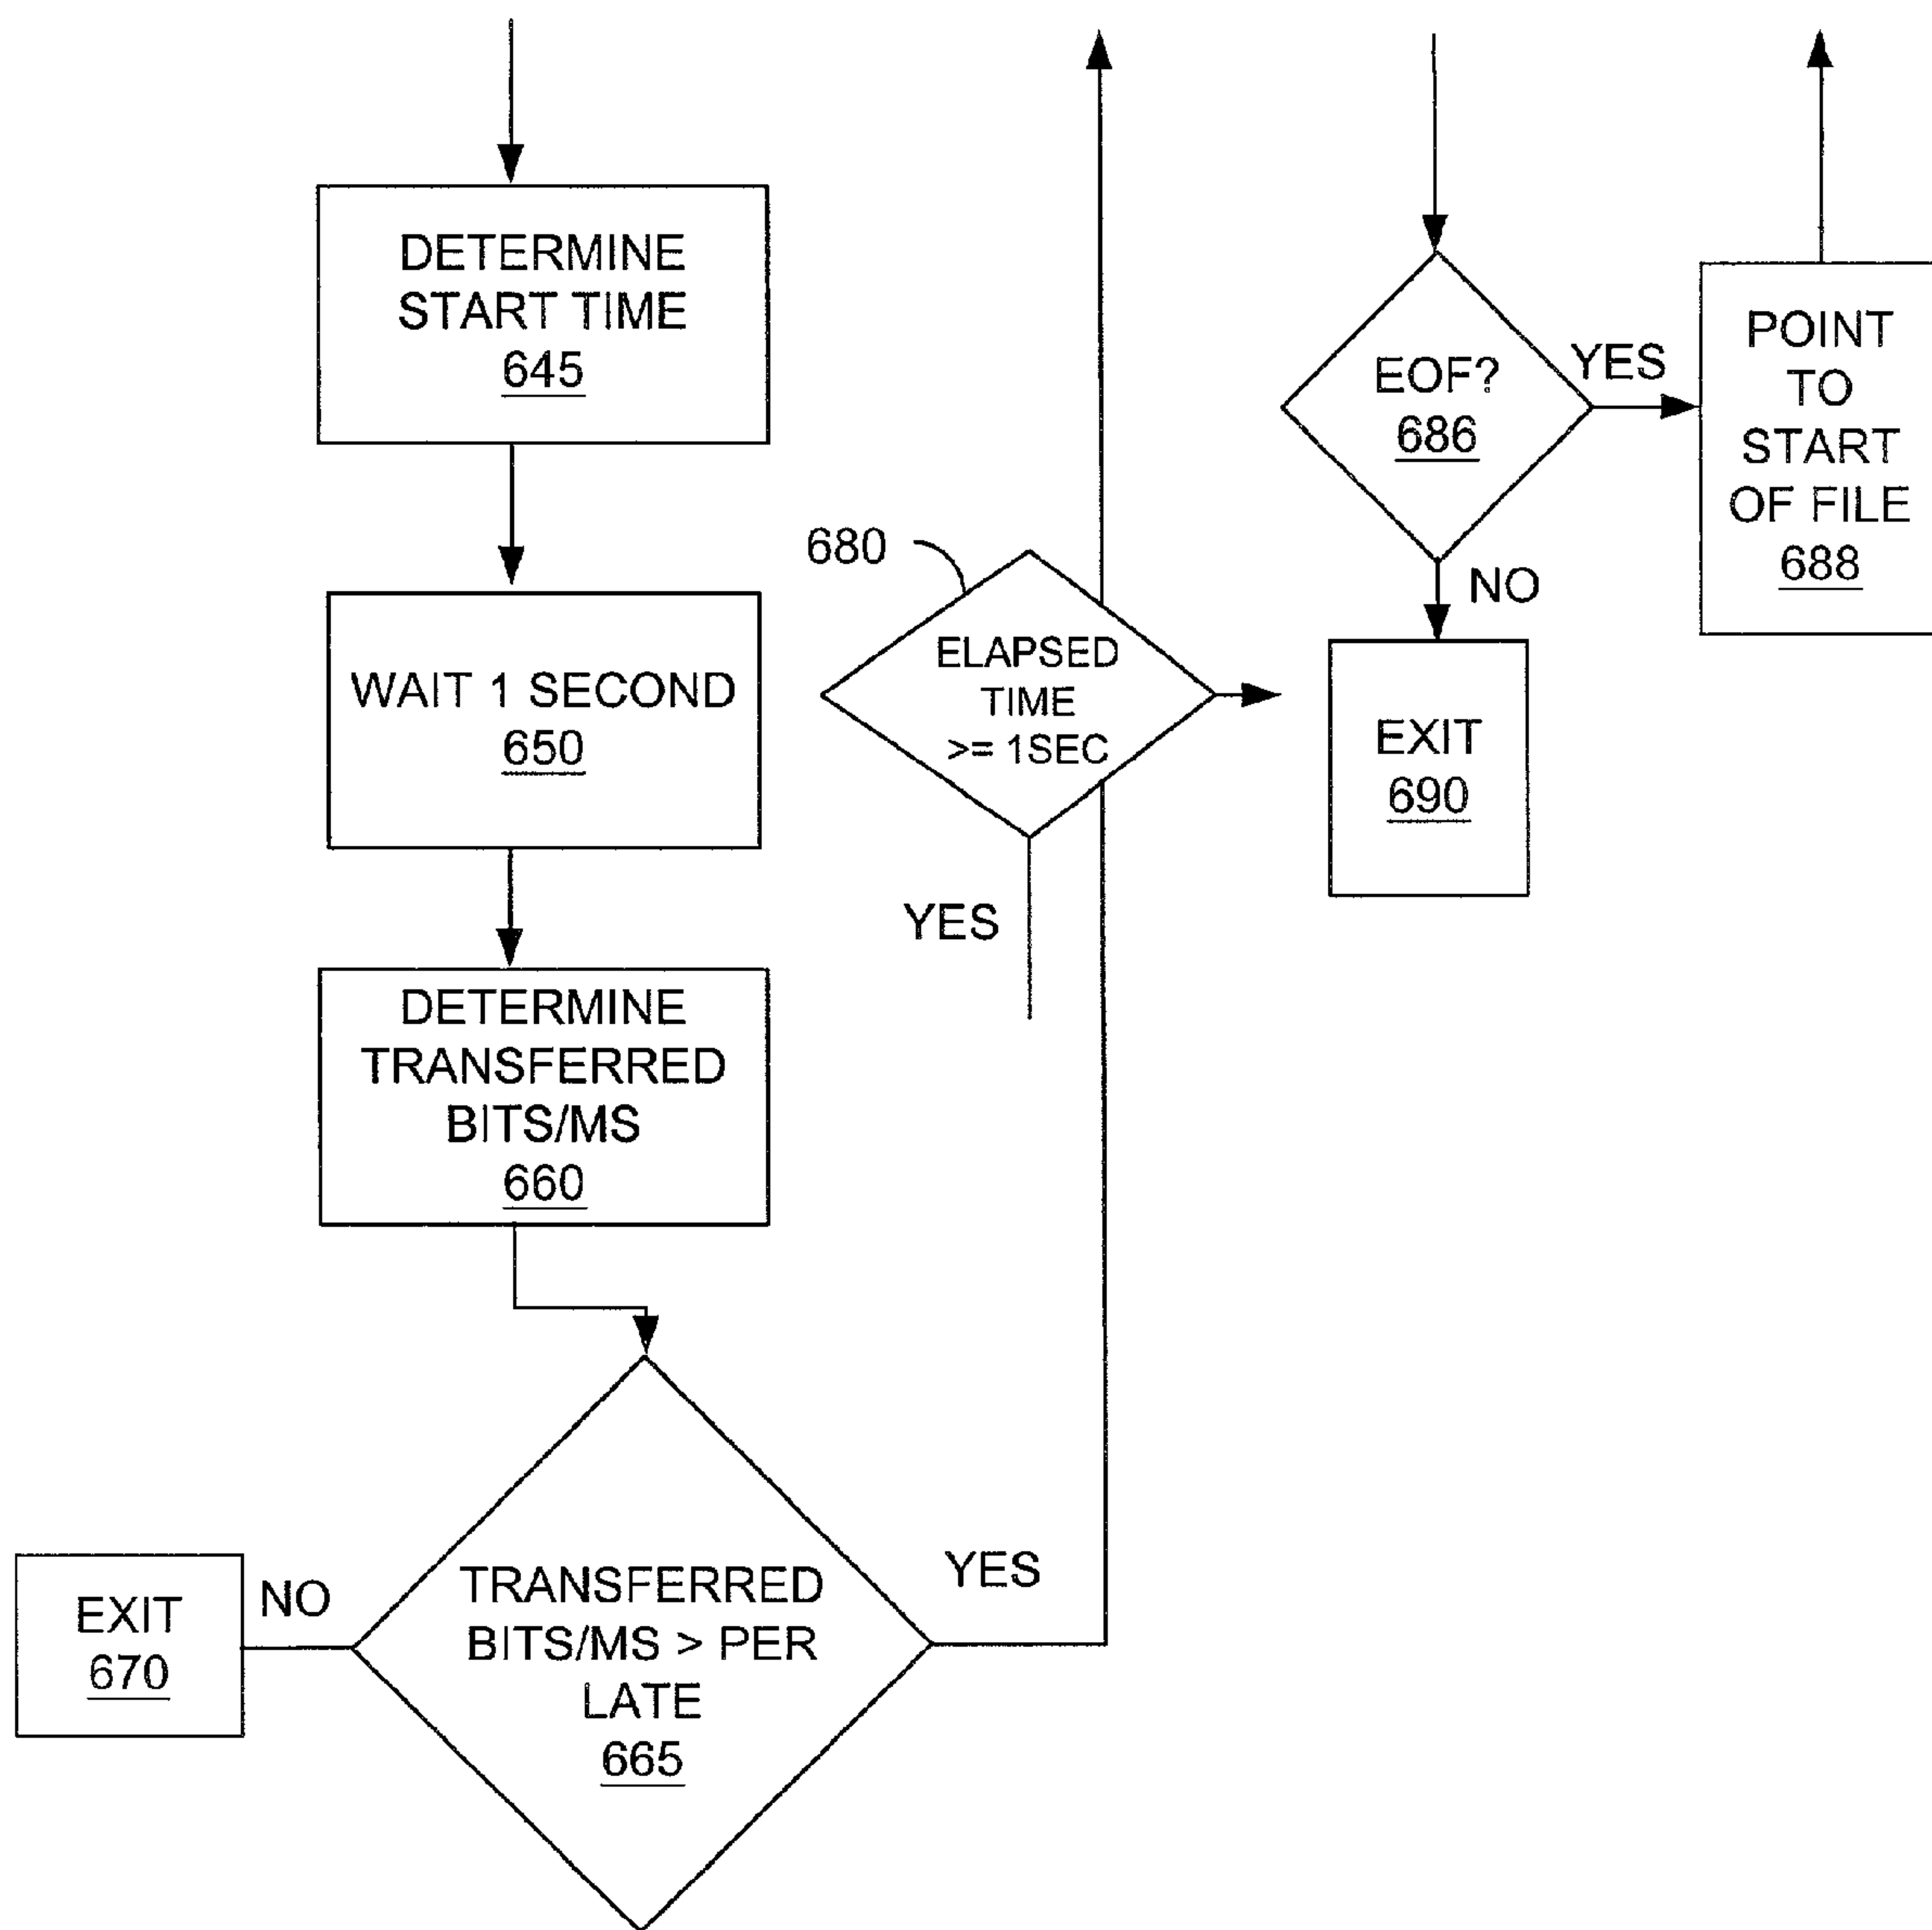 DETERMINE
START TIME
645
WAIT 1 SECOND
650
DETERMINE
TRANSFERRED
BITS/MS
660
TRANSFERRED
BITS/MS > PER
LATE
665
NO
EXIT
670
YES
680
ELAPSED
TIME
>= 1SEC
YES
EOF?
686
YES
NO
EXIT
690
POINT
TO
START
OF FILE
688